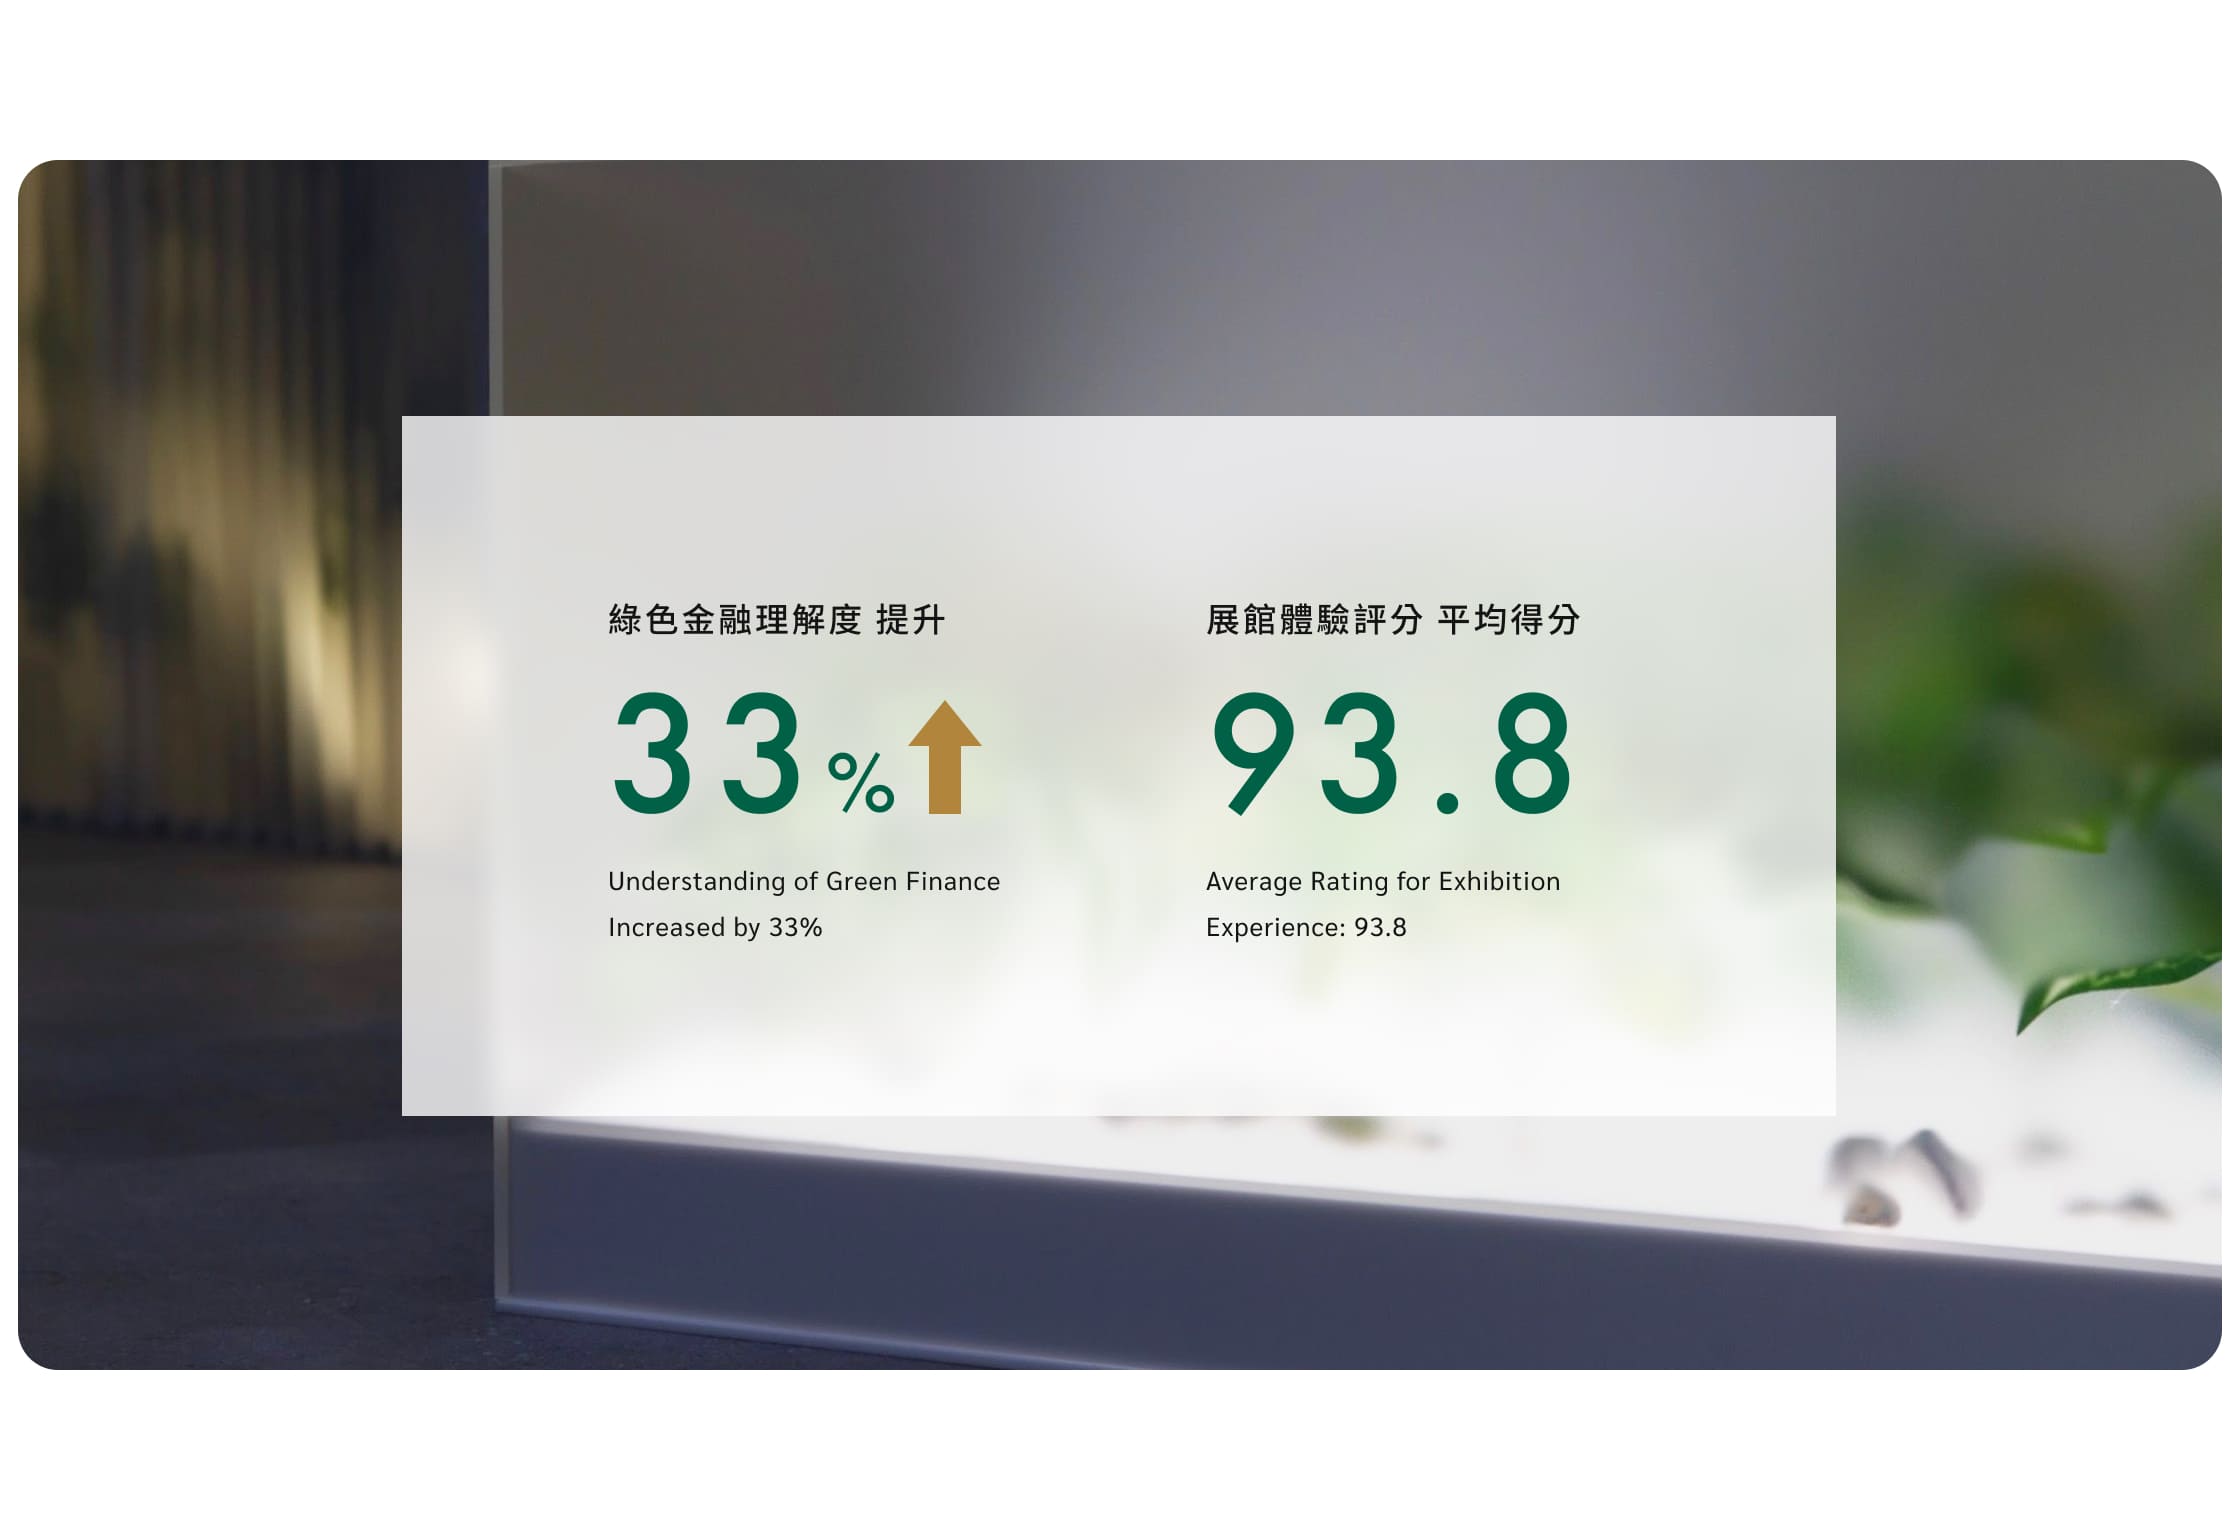 綠色金融理解度 提升
33%
Understanding of Green Finance
Increased by 33%
展館體驗評分 平均得分
93.8
Average Rating for Exhibition
Experience: 93.8